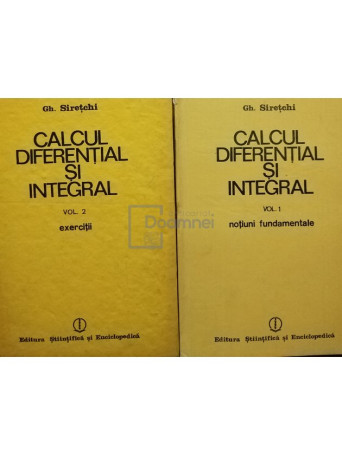 Gh. Sirețchi
CALCUL
DIFERENȚIAL
ȘI
INTEGRAL
VOL. 2
exerciții
Editura Științifică și Enciclopedică
Gh. Sirețchi
CALCUL
DIFERENȚIAL
ȘI
INTEGRAL
VOL. 1
noțiuni fundamentale
Editura Științifică și Enciclopedică